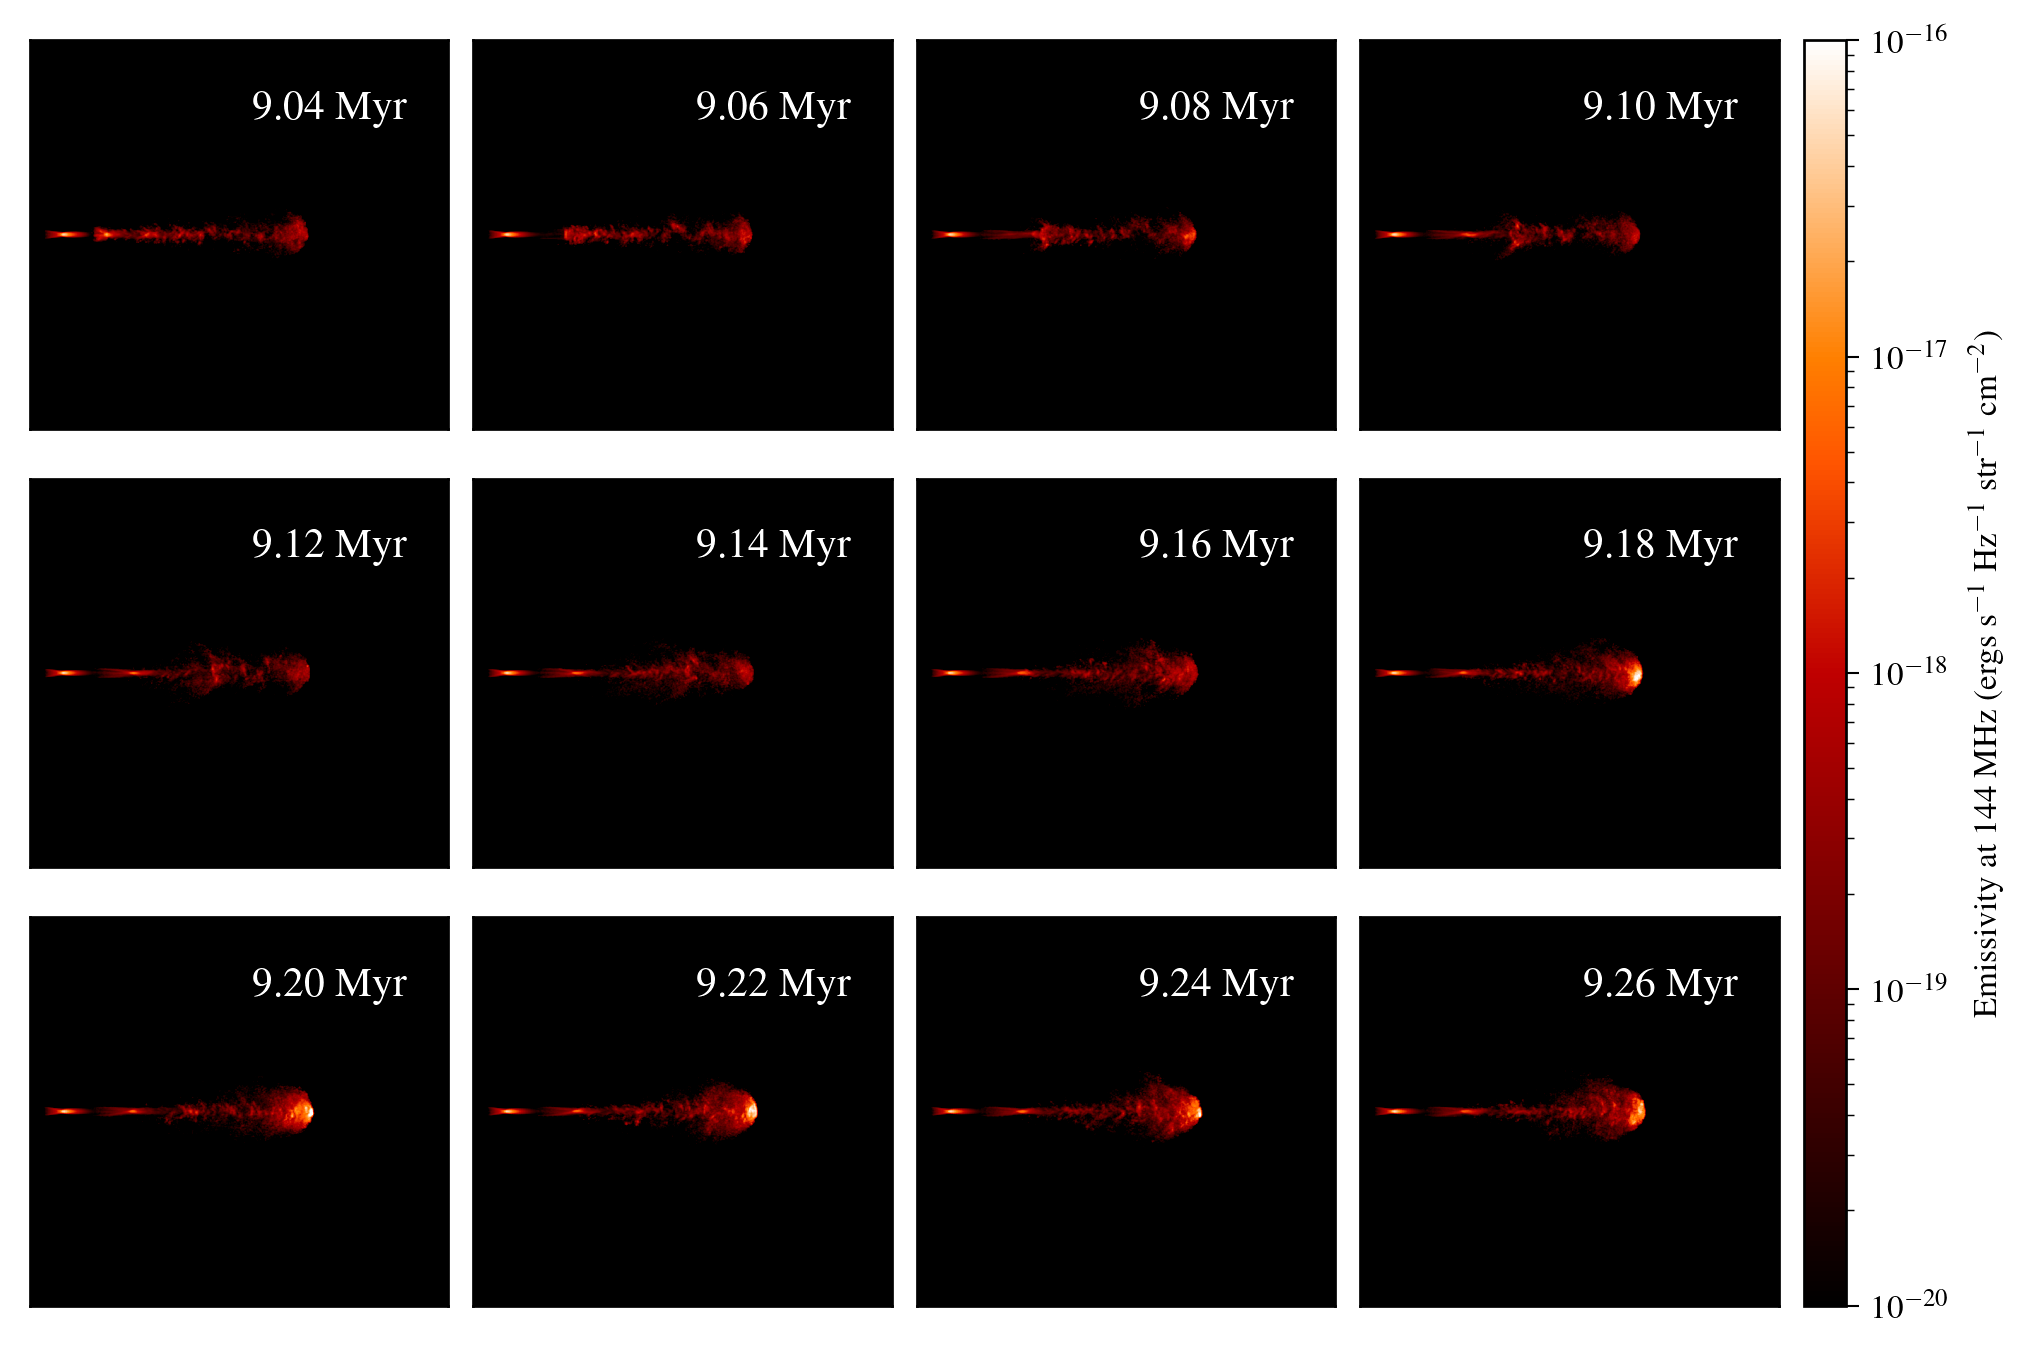 9.04 Myr
9.06 Myr
9.08 Myr
9.10 Myr
9.12 Myr
9.14 Myr
9.16 Myr
9.18 Myr
9.20 Myr
9.22 Myr
9.24 Myr
9.26 Myr
10⁻¹⁶
10⁻¹⁷
10⁻¹⁸
10⁻¹⁹
10⁻²⁰
Emissivity at 144 MHz (ergs s⁻¹ Hz⁻¹ str⁻¹ cm⁻²)